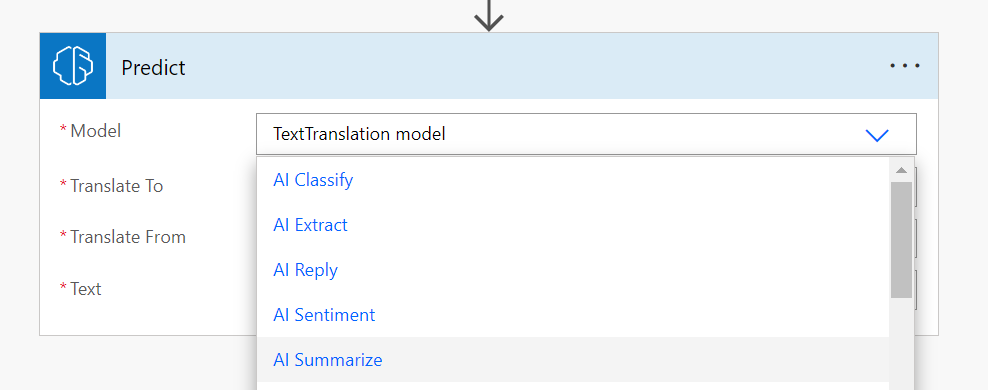 Predict
* Model
TextTranslation model
AI Classify
* Translate To
AI Extract
* Translate From
AI Reply
* Text
AI Sentiment
AI Summarize